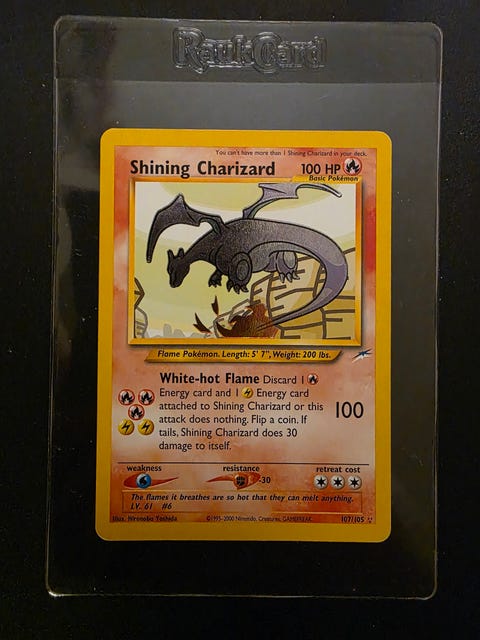 RankCard
You can't have more than 1 Shining Charizard in your deck.
Shining Charizard 100 HP
Basic Pokémon
Flame Pokémon. Length: 5' 7", Weight: 200 lbs.
White-hot Flame Discard 1
Energy card and 1 Energy card
attached to Shining Charizard or this
attack does nothing. Flip a coin. If
tails, Shining Charizard does 30
damage to itself.
100
weakness resistance retreat cost
-30
The flames it breathes are so hot that they can melt anything.
LV. 61 #6
Illus. Hironobu Yoshida ©1995-2000 Nintendo, Creatures, GAMEFREAK. 107/105